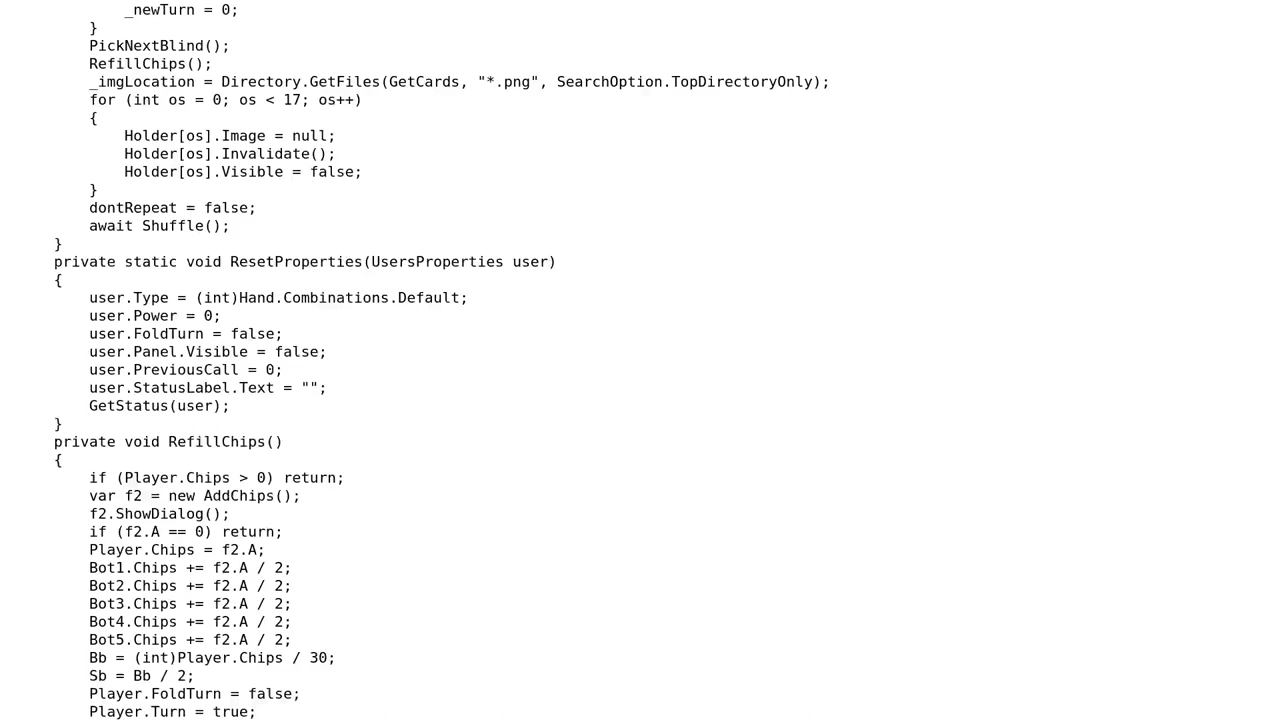 _newTurn = 0;
}
PickNextBlind();
RefillChips();
_imgLocation = Directory.GetFiles(GetCards, "*.png", SearchOption.TopDirectoryOnly);
for (int os = 0; os < 17; os++)
{
Holder[os].Image = null;
Holder[os].Invalidate();
Holder[os].Visible = false;
}
dontRepeat = false;
await Shuffle();
}
private static void ResetProperties(UsersProperties user)
{
user.Type = (int)Hand.Combinations.Default;
user.Power = 0;
user.FoldTurn = false;
user.Panel.Visible = false;
user.PreviousCall = 0;
user.StatusLabel.Text = "";
GetStatus(user);
}
private void RefillChips()
{
if (Player.Chips > 0) return;
var f2 = new AddChips();
f2.ShowDialog();
if (f2.A == 0) return;
Player.Chips = f2.A;
Bot1.Chips += f2.A / 2;
Bot2.Chips += f2.A / 2;
Bot3.Chips += f2.A / 2;
Bot4.Chips += f2.A / 2;
Bot5.Chips += f2.A / 2;
Bb = (int)Player.Chips / 30;
Sb = Bb / 2;
Player.FoldTurn = false;
Player.Turn = true;